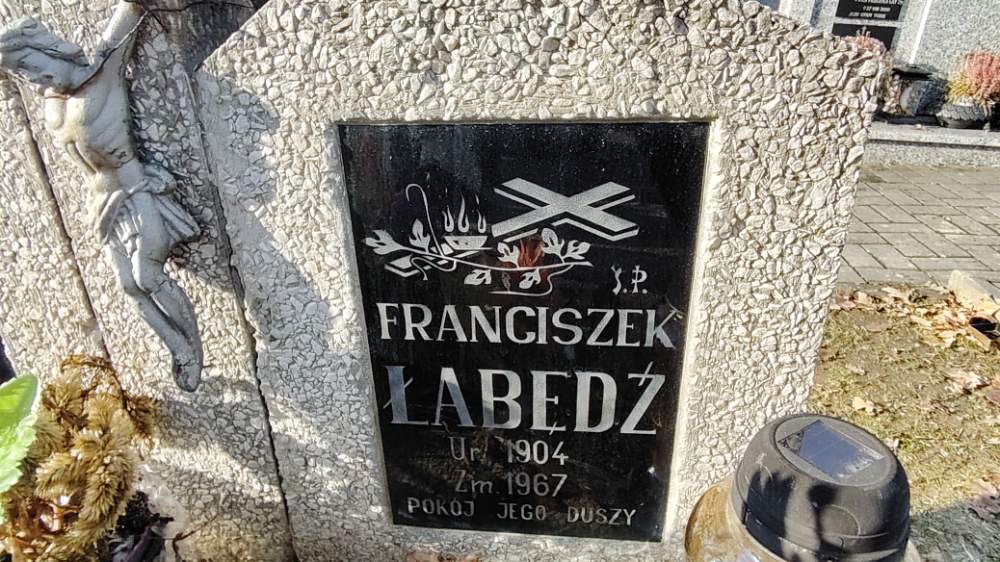 Ś.P.
FRANCISZEK
ŁABĘDŹ
Ur. 1904
Zm. 1967
POKÓJ JEGO DUSZY